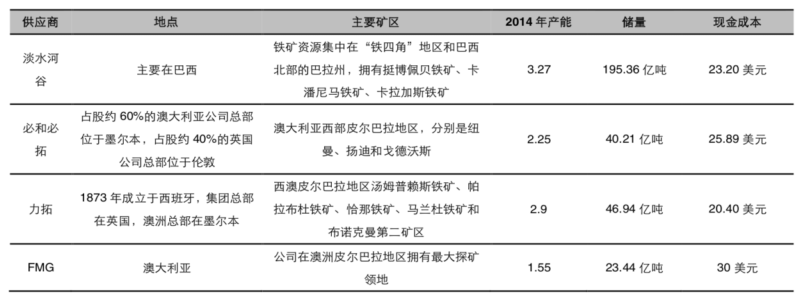 供应商 地点 主要矿区 2014 年产能 储量 现金成本
淡水河谷 主要在巴西 铁矿资源集中在“铁四角”地区和巴西北部的巴拉州，拥有挺博佩贝铁矿、卡潘尼马铁矿、卡拉加斯铁矿 3.27 195.36 亿吨 23.20 美元
必和必拓 占股约 60%的澳大利亚公司总部位于墨尔本，占股约 40%的英国公司总部位于伦敦 澳大利亚西部皮尔巴拉地区，分别是纽曼、扬迪和戈德沃斯 2.25 40.21 亿吨 25.89 美元
力拓 1873 年成立于西班牙，集团总部在英国，澳洲总部在墨尔本 西澳皮尔巴拉地区汤姆普赖斯铁矿、帕拉布杜铁矿、恰那铁矿、马兰杜铁矿和布诺克曼第二矿区 2.9 46.94 亿吨 20.40 美元
FMG 澳大利亚 公司在澳洲皮尔巴拉地区拥有最大探矿领地 1.55 23.44 亿吨 30 美元